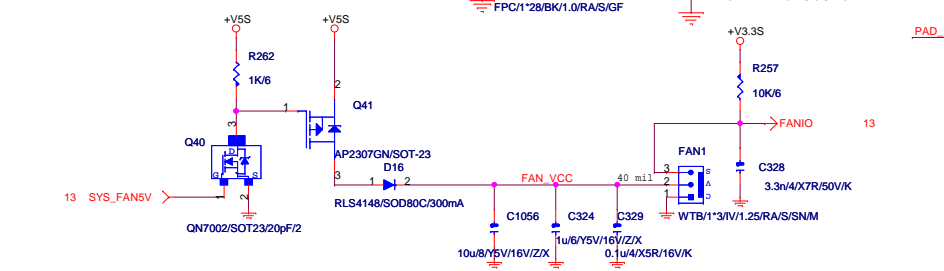 FPC/1*28/BK/1.0/RA/S/GF
+V5S
+V5S
+V3.3S
PAD_
R262
1K/6
R257
10K/6
2
1
Q41
3
Q40
D
G
S
AP2307GN/SOT-23
3
D16
FANIO
13
FAN1
C328
3.3n/4/X7R/50V/K
13
SYS_FAN5V
1
2
1
2
FAN_VCC
40 mil
3
2
1
S
V
C
RLS4148/SOD80C/300mA
WTB/1*3/IV/1.25/RA/S/SN/M
QN7002/SOT23/20pF/2
C1056
C324
C329
10u/8/Y5V/16V/Z/X
1u/6/Y5V/16V/Z/X
0.1u/4/X5R/16V/K